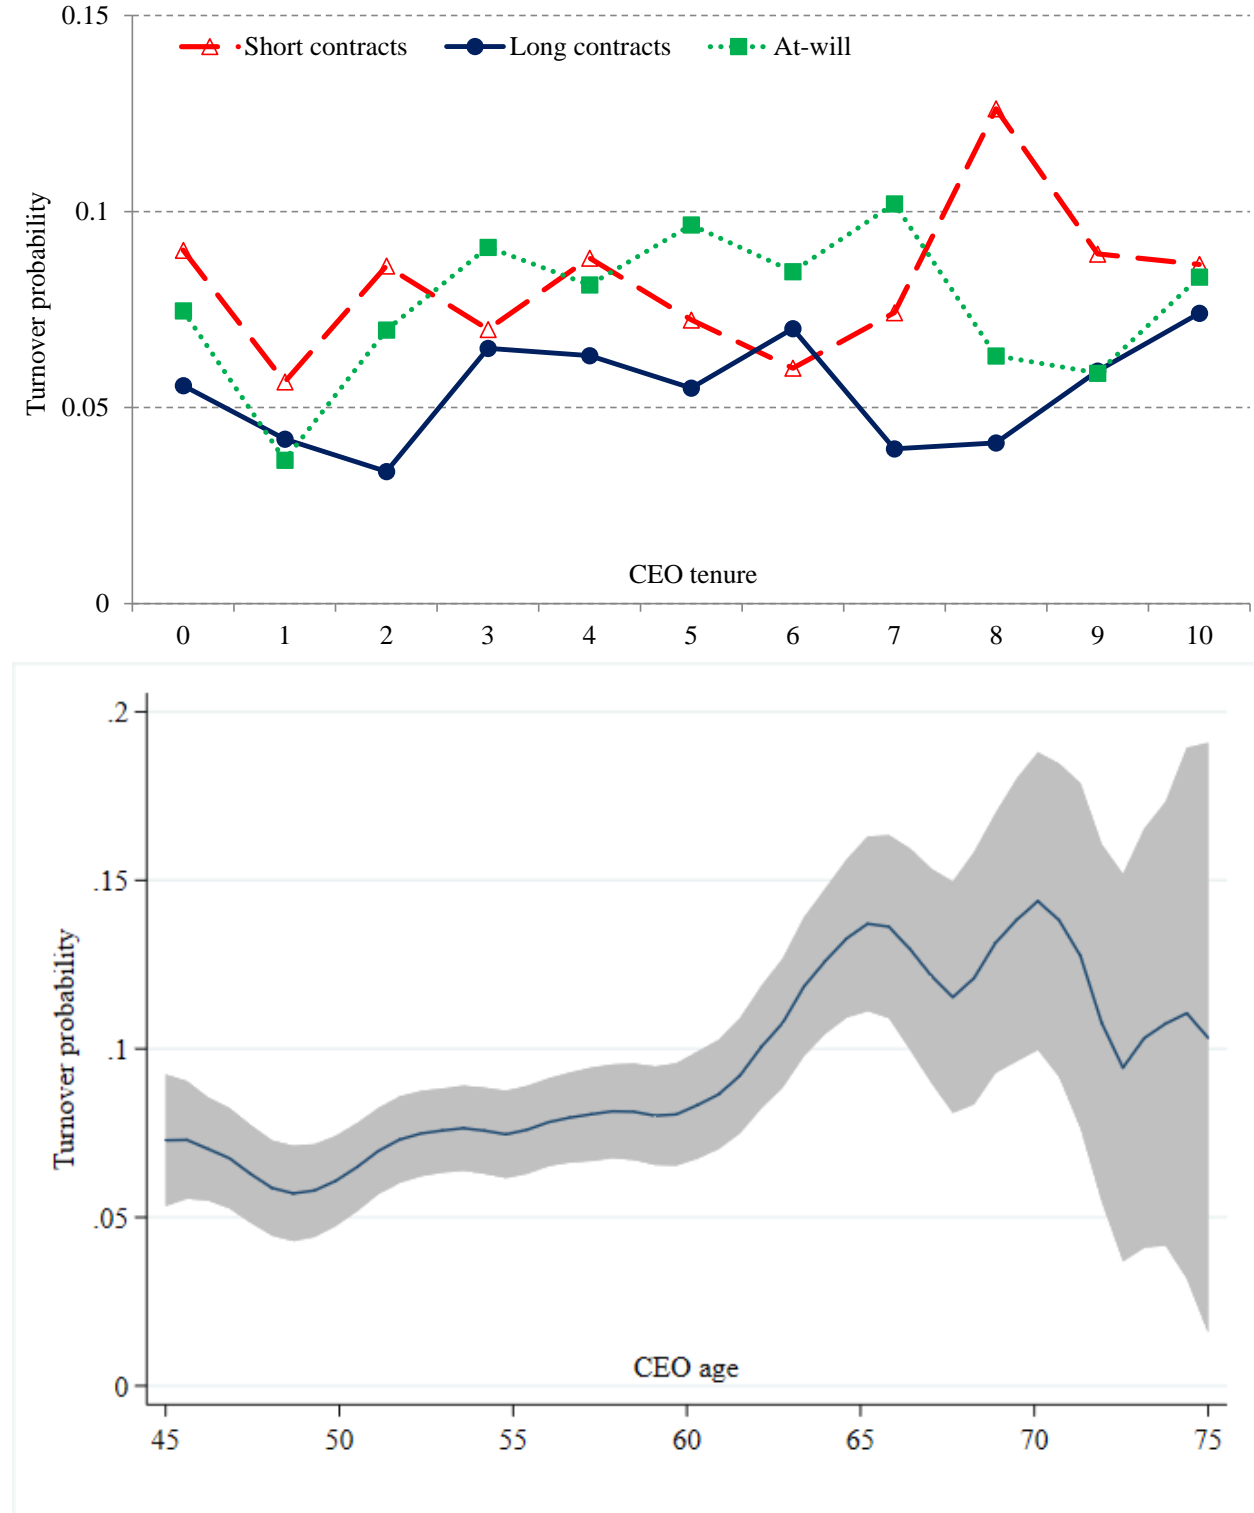 0.15
Short contracts Long contracts At-will
0.1
Turnover probability
0.05
CEO tenure
0
0 1 2 3 4 5 6 7 8 9 10
.2
.15
Turnover probability
.1
.05
CEO age
0
45 50 55 60 65 70 75